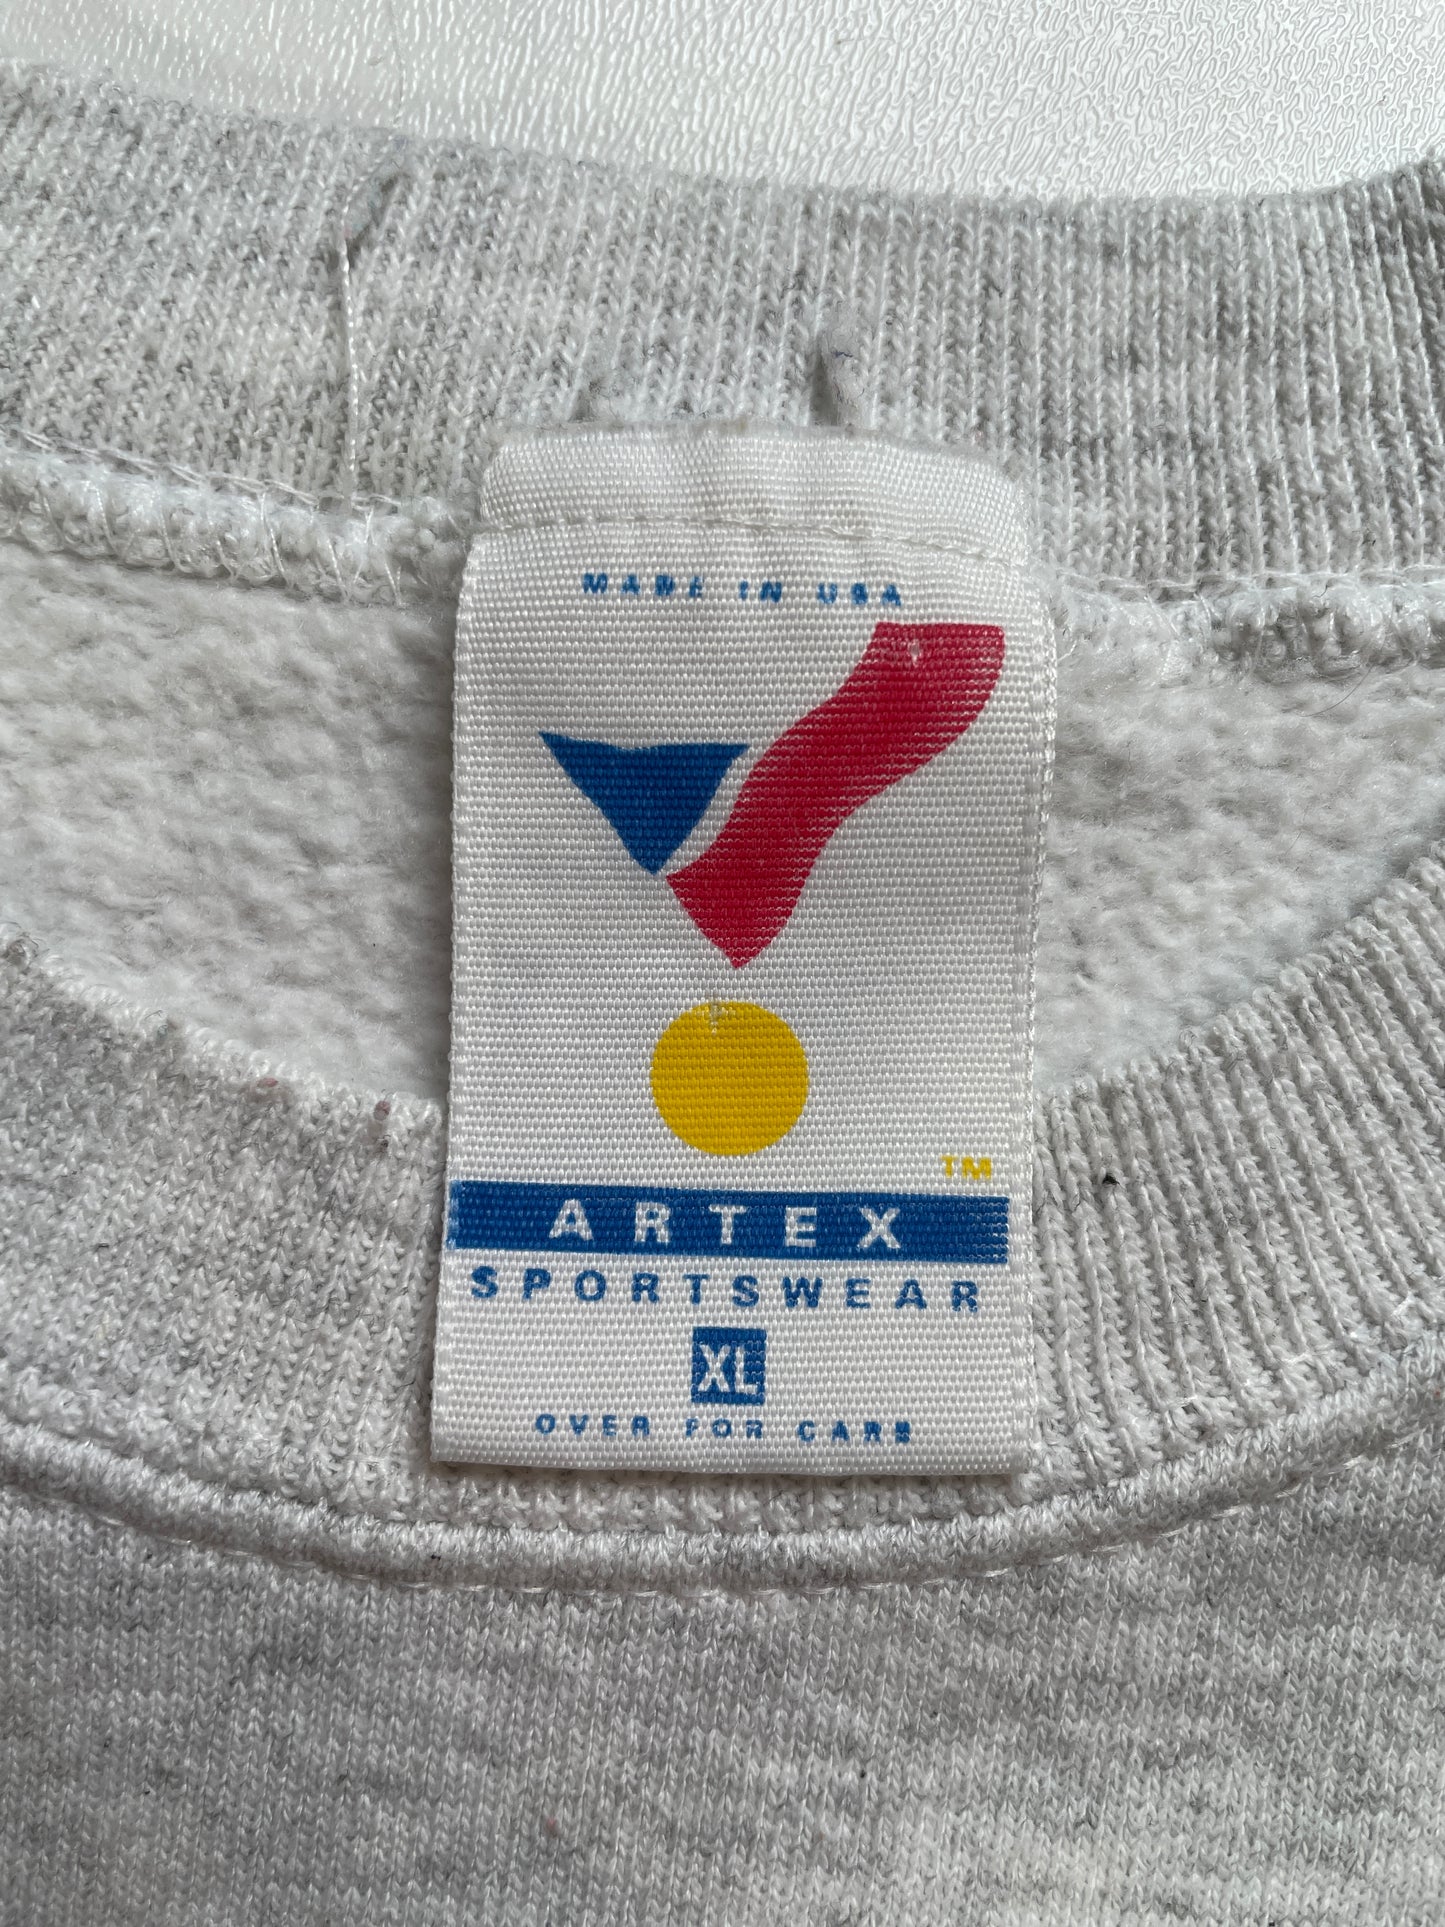 MADE IN USA
TM
ARTEX
SPORTSWEAR
XL
OVER FOR CARE